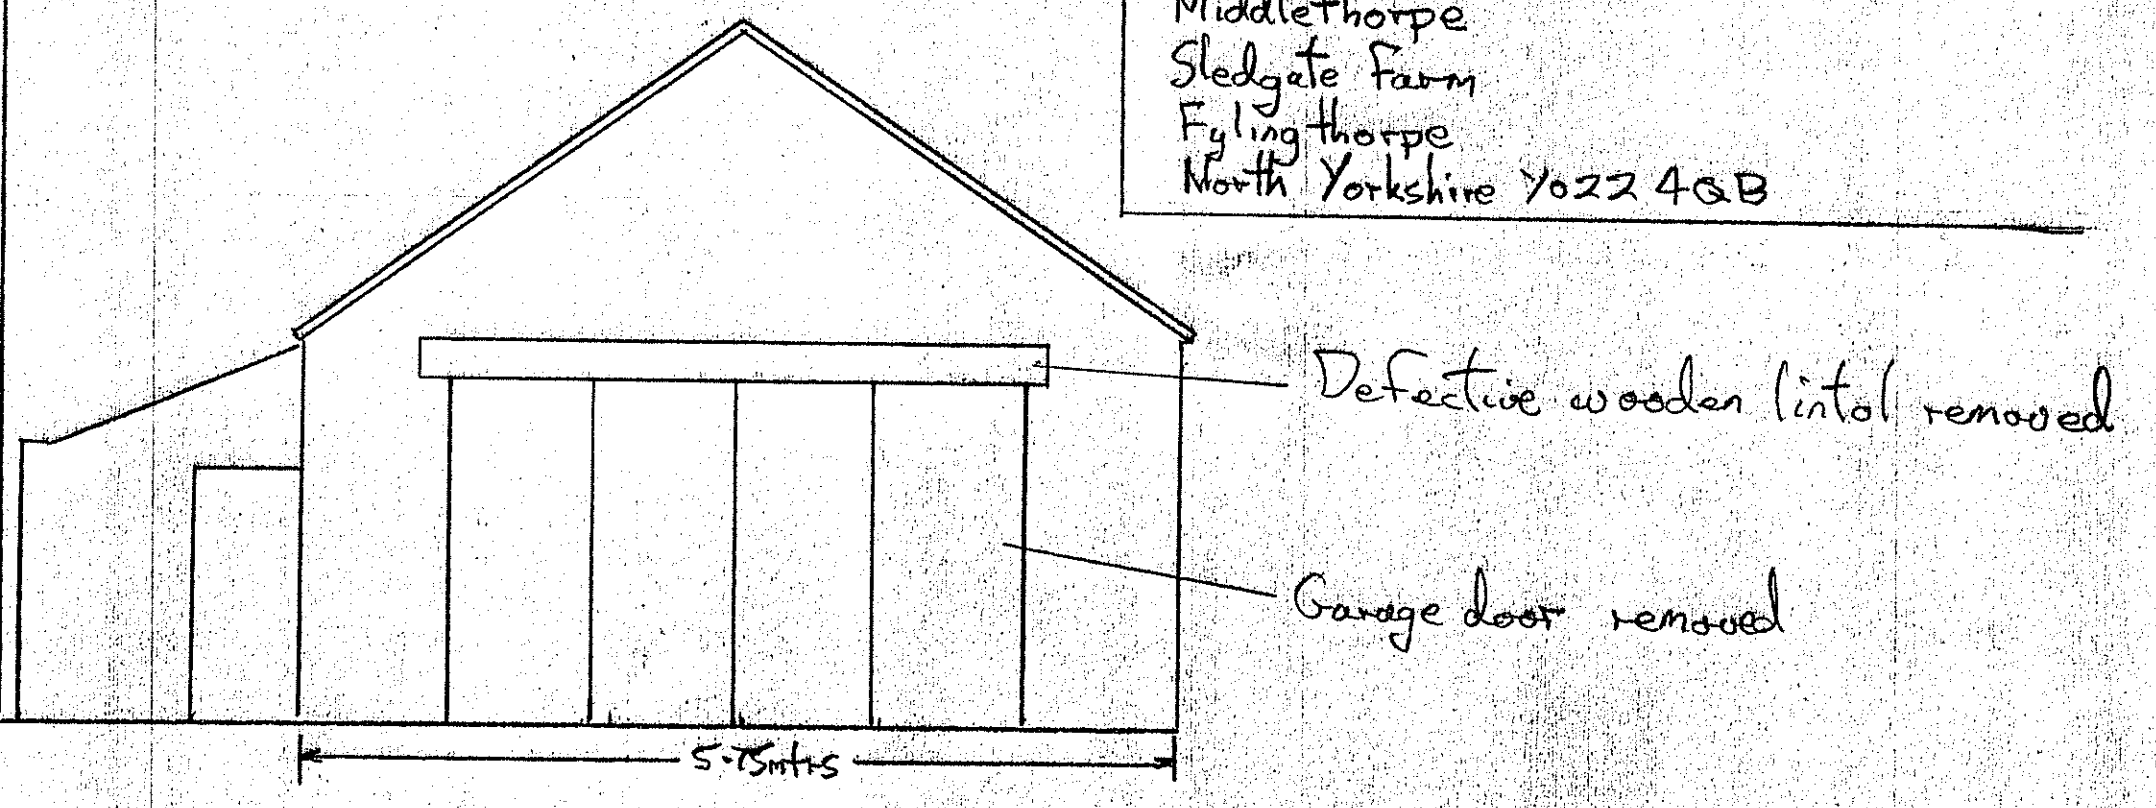 Middlethorpe
Sledgate Farm
Fylingthorpe
North Yorkshire YO22 4QB
Defective wooden lintol removed
Garage door removed
5.75mtrs